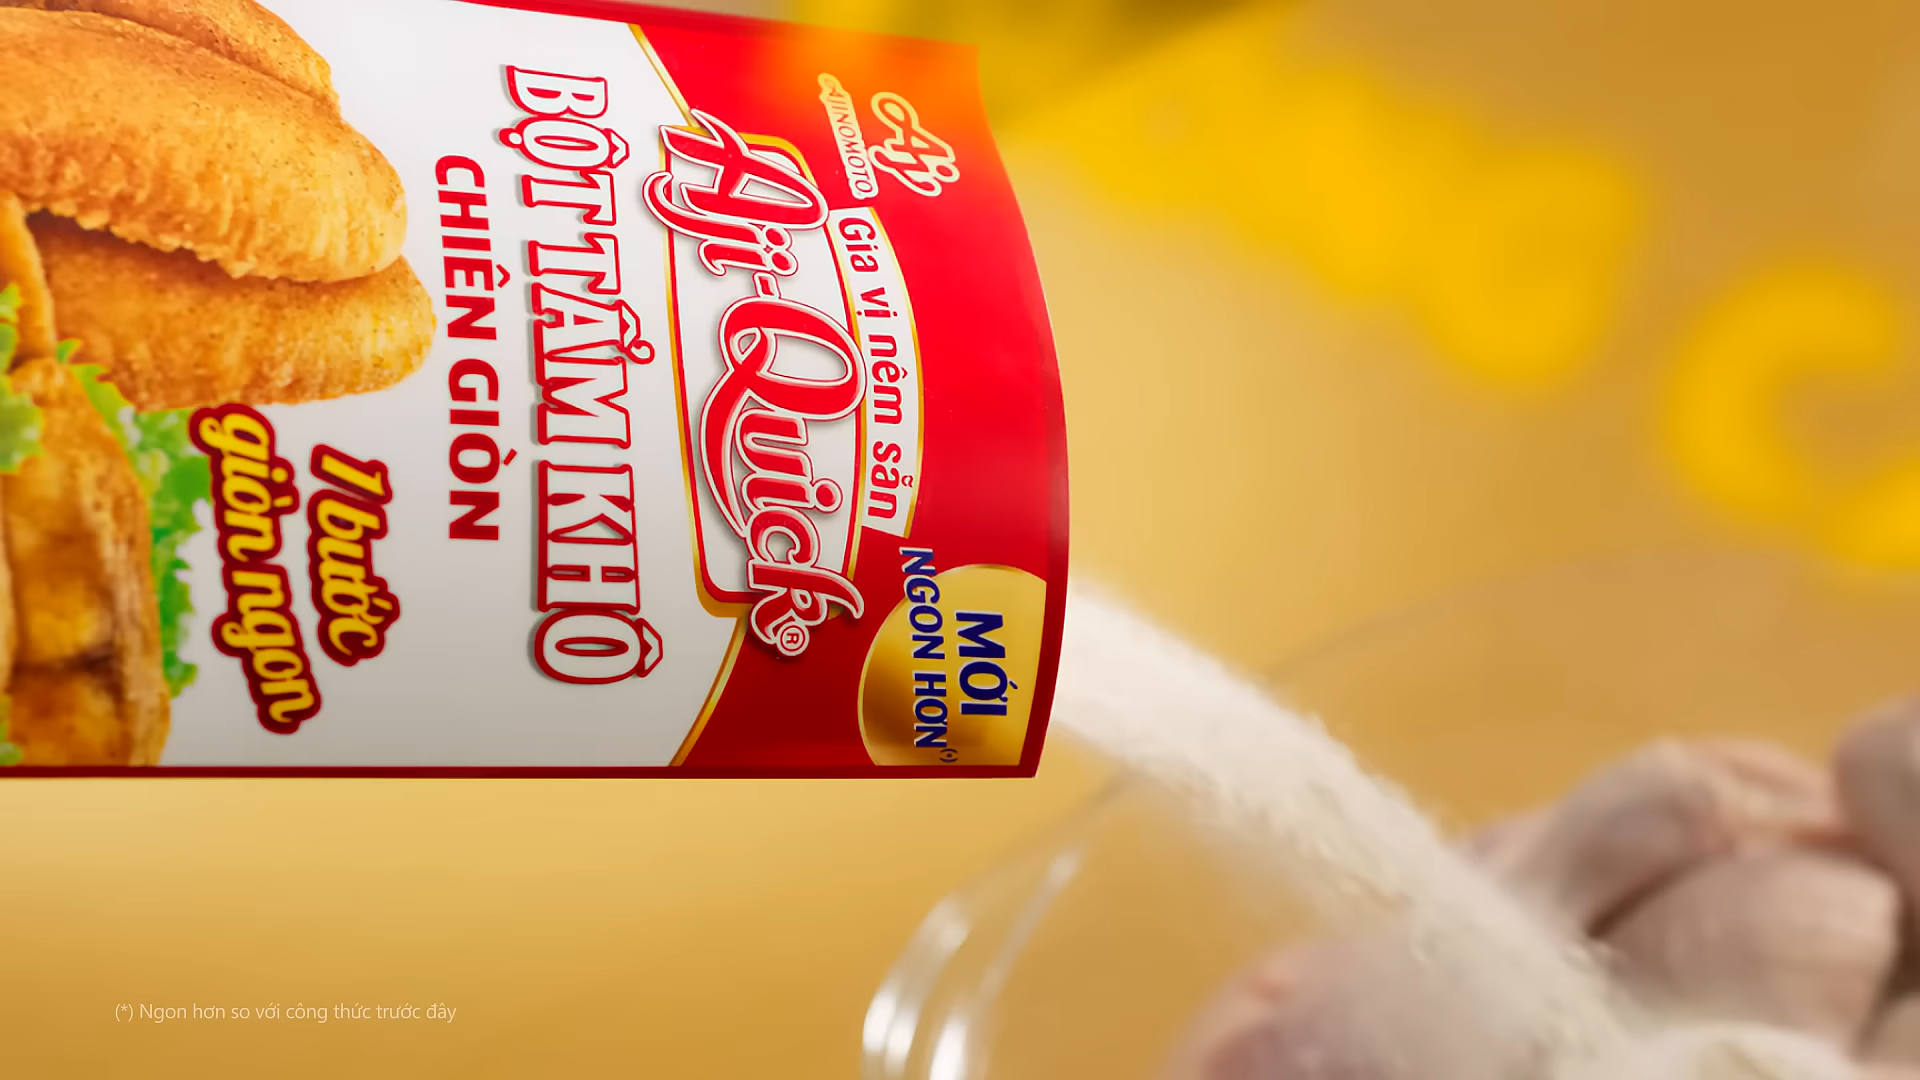 Aji
AJINOMOTO
Gia vị nêm sẵn
MỚI
NGON HƠN(*)
Aji-Quick®
BỘT TẨM KHÔ
CHIÊN GIÒN
1 bước
giòn ngon
(*) Ngon hơn so với công thức trước đây